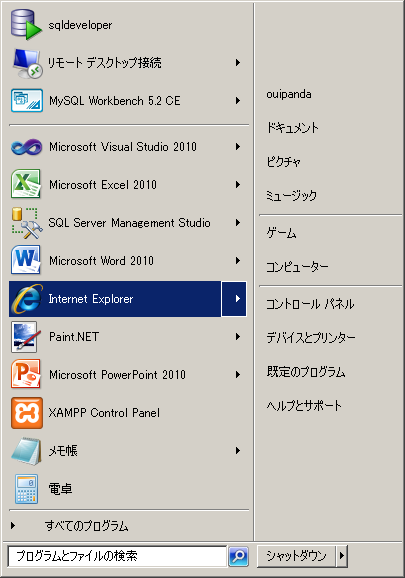 sqldeveloper
リモート デスクトップ接続
MySQL Workbench 5.2 CE
Microsoft Visual Studio 2010
Microsoft Excel 2010
SQL Server Management Studio
Microsoft Word 2010
Internet Explorer
Paint.NET
Microsoft PowerPoint 2010
XAMPP Control Panel
メモ帳
電卓
すべてのプログラム
プログラムとファイルの検索
ouipanda
ドキュメント
ピクチャ
ミュージック
ゲーム
コンピューター
コントロール パネル
デバイスとプリンター
既定のプログラム
ヘルプとサポート
シャットダウン